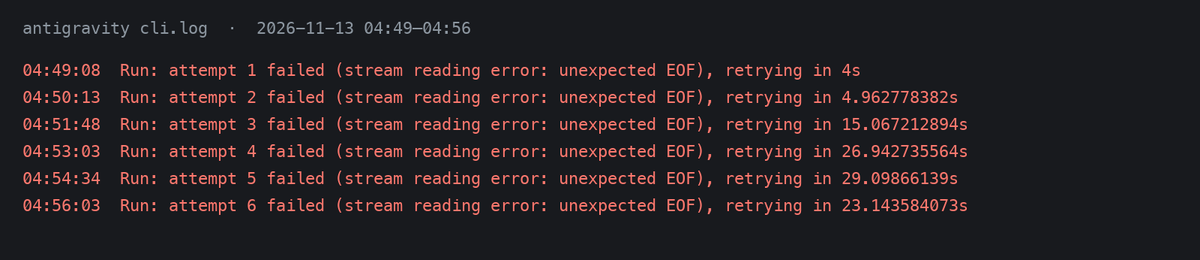 antigravity cli.log · 2026−11−13 04:49—04:56
04:49:08 Run: attempt 1 failed (stream reading error: unexpected EOF), retrying in 4s
04:50:13 Run: attempt 2 failed (stream reading error: unexpected EOF), retrying in 4.962778382s
04:51:48 Run: attempt 3 failed (stream reading error: unexpected EOF), retrying in 15.067212894s
04:53:03 Run: attempt 4 failed (stream reading error: unexpected EOF), retrying in 26.942735564s
04:54:34 Run: attempt 5 failed (stream reading error: unexpected EOF), retrying in 29.09866139s
04:56:03 Run: attempt 6 failed (stream reading error: unexpected EOF), retrying in 23.143584073s